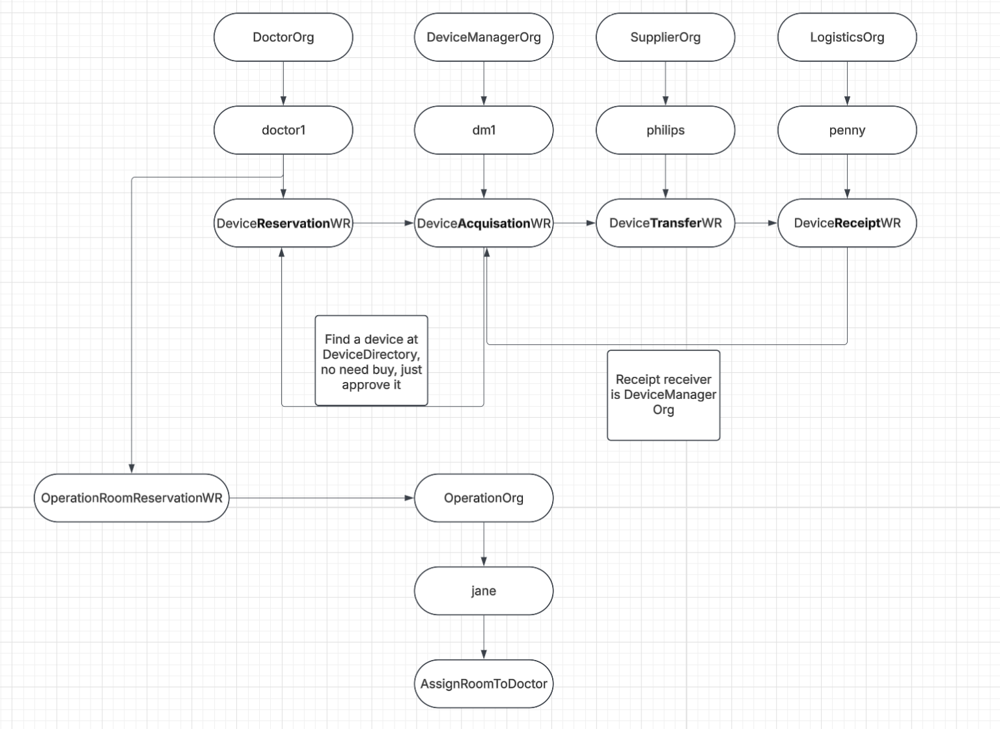 DoctorOrg
DeviceManagerOrg
SupplierOrg
LogisticsOrg
doctor1
dm1
philips
penny
DeviceReservationWR
DeviceAcquisationWR
DeviceTransferWR
DeviceReceiptWR
Find a device at
DeviceDirectory,
no need buy, just
approve it
Receipt receiver
is DeviceManager
Org
OperationRoomReservationWR
OperationOrg
jane
AssignRoomToDoctor